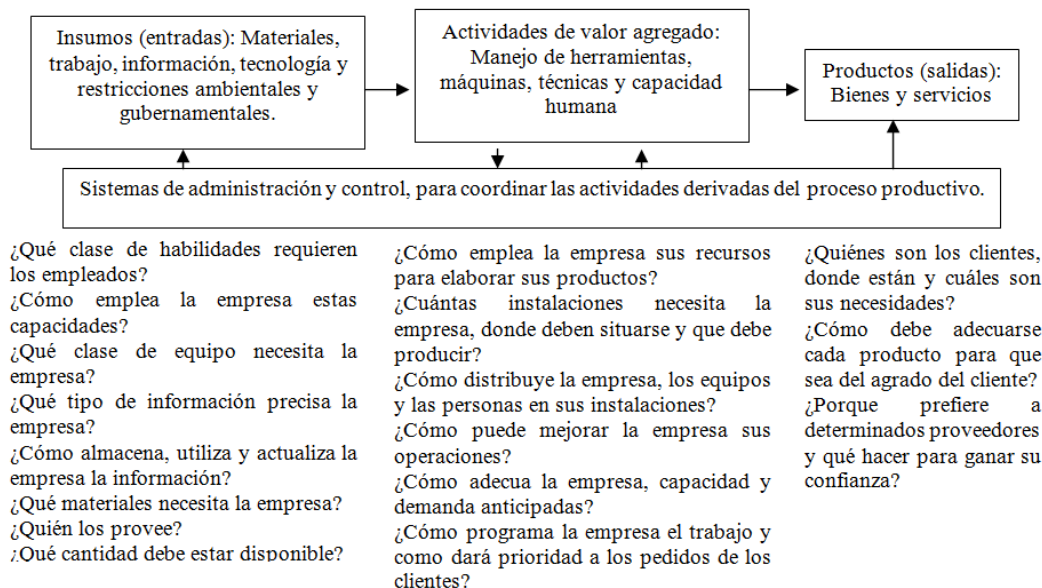 Insumos (entradas): Materiales,
trabajo, información, tecnología y
restricciones ambientales y
gubernamentales.
Actividades de valor agregado:
Manejo de herramientas,
máquinas, técnicas y capacidad
humana
Productos (salidas):
Bienes y servicios
Sistemas de administración y control, para coordinar las actividades derivadas del proceso productivo.
¿Qué clase de habilidades requieren
los empleados?
¿Cómo emplea la empresa estas
capacidades?
¿Qué clase de equipo necesita la
empresa?
¿Qué tipo de información precisa la
empresa?
¿Cómo almacena, utiliza y actualiza la
empresa la información?
¿Qué materiales necesita la empresa?
¿Quién los provee?
¿Qué cantidad debe estar disponible?
¿Cómo emplea la empresa sus recursos
para elaborar sus productos?
¿Cuántas instalaciones necesita la
empresa, donde deben situarse y que debe
producir?
¿Cómo distribuye la empresa, los equipos
y las personas en sus instalaciones?
¿Cómo puede mejorar la empresa sus
operaciones?
¿Cómo adecua la empresa, capacidad y
demanda anticipadas?
¿Cómo programa la empresa el trabajo y
como dará prioridad a los pedidos de los
clientes?
¿Quiénes son los clientes,
donde están y cuáles son
sus necesidades?
¿Cómo debe adecuarse
cada producto para que
sea del agrado del cliente?
¿Porque prefiere a
determinados proveedores
y qué hacer para ganar su
confianza?